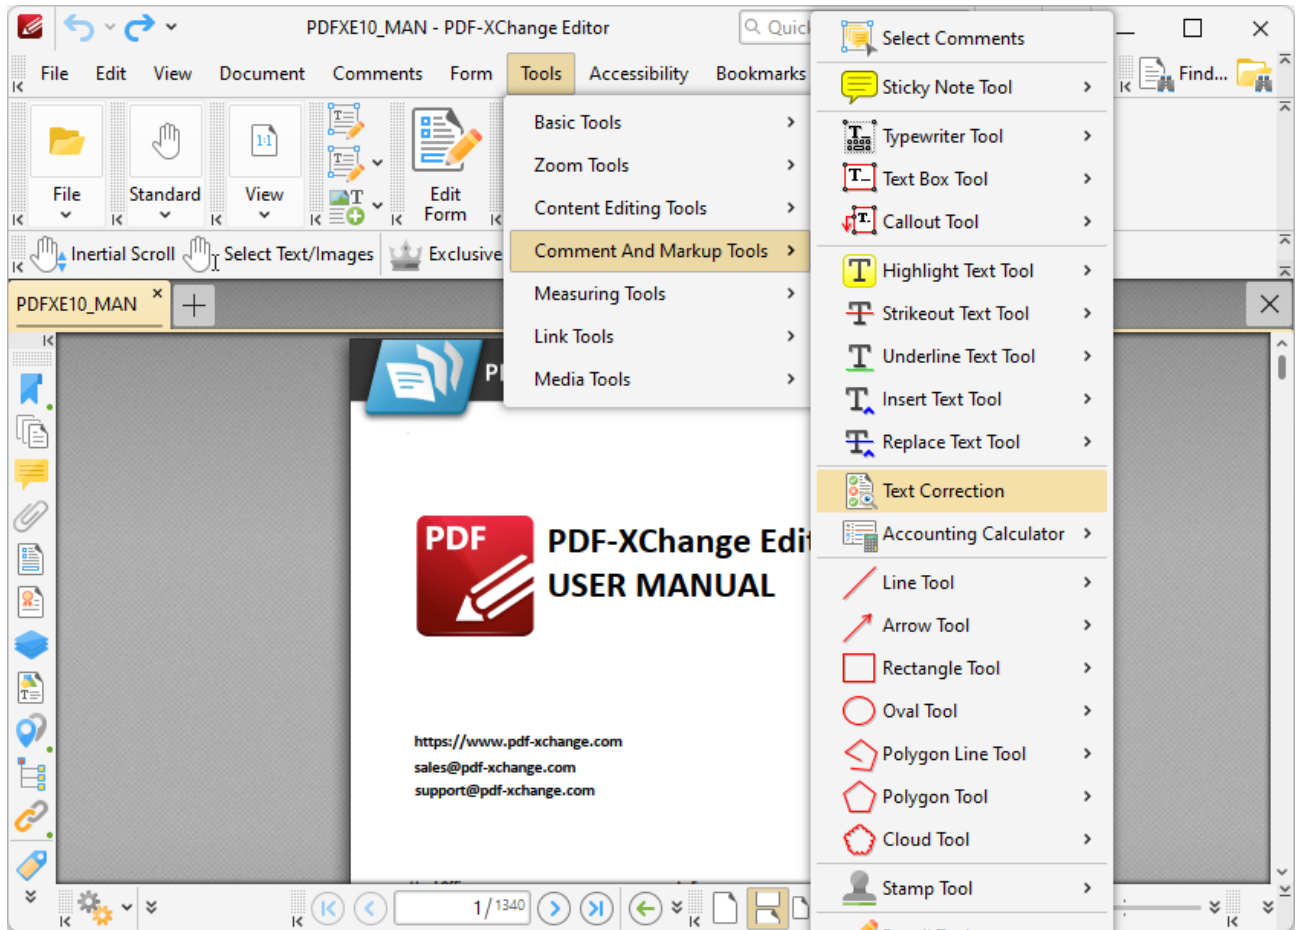 PDFXE10_MAN - PDF-XChange Editor
Quic
File Edit View Document Comments Form Tools Accessibility Bookmarks
Find...
File
Standard
1:1
View
Edit
Form
Inertial Scroll
Select Text/Images
Exclusive
PDFXE10_MAN
Basic Tools
Zoom Tools
Content Editing Tools
Comment And Markup Tools
Measuring Tools
Link Tools
Media Tools
Select Comments
Sticky Note Tool
Typewriter Tool
Text Box Tool
Callout Tool
Highlight Text Tool
Strikeout Text Tool
Underline Text Tool
Insert Text Tool
Replace Text Tool
Text Correction
Accounting Calculator
Line Tool
Arrow Tool
Rectangle Tool
Oval Tool
Polygon Line Tool
Polygon Tool
Cloud Tool
Stamp Tool
P
PDF
PDF-XChange Edi
USER MANUAL
https://www.pdf-xchange.com
sales@pdf-xchange.com
support@pdf-xchange.com
1/1340